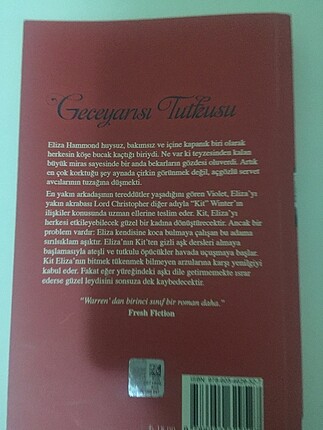 Geceyarısı Tutkusu
Eliza Hammond huysuz, bakımsız ve içine kapanık biri olarak
herkesin köşe bucak kaçtığı biriydi. Ne var ki teyzesinden kalan
büyük miras sayesinde bir anda bekarların gözdesi oluverdi. Artık
en çok korktuğu şey aynada çirkin görünmek değil, açgözlü servet
avcılarının tuzağına düşmekti.
En yakın arkadaşının tereddütler yaşadığını gören Violet, Eliza'yı
yakın akrabası Lord Christopher diğer adıyla "Kit" Winter'ın
ilişkiler konusunda uzman ellerine teslim eder. Kit, Eliza'yı
herkesi etkileyebilecek güzel bir kadına dönüştürecektir. Ancak bir
problem vardır: Eliza kendisine koca bulmaya çalışan bu adama
sırılsıklam aşıktır. Eliza'nın Kit'ten gizli aşk dersleri almaya
başlamasıyla ateşli ve tutkulu öpücükler havada uçuşmaya başlar.
Kit Eliza'nın bitmek tükenmek bilmeyen arzularına karşı yenilgiyi
kabul eder. Fakat eğer yüreğindeki aşkı dile getirmemekte ısrar
ederse güzel leydisini sonsuza dek kaybedecektir.
"Warren'dan birinci sınıf bir roman daha."
Fresh Fiction